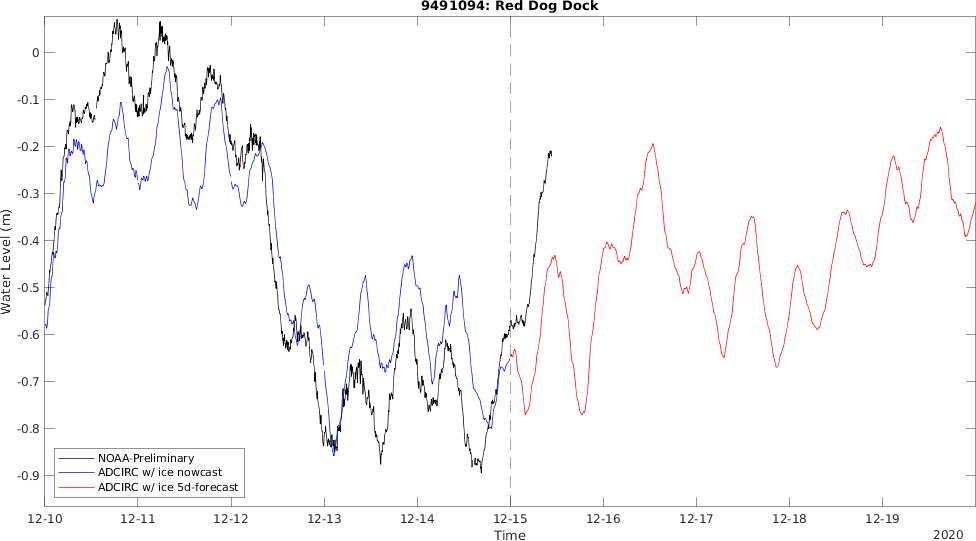 9491094: Red Dog Dock
Water Level (m)
0
-0.1
-0.2
-0.3
-0.4
-0.5
-0.6
-0.7
-0.8
-0.9
NOAA-Preliminary
ADCIRC w/ ice nowcast
ADCIRC w/ ice 5d-forecast
12-10 12-11 12-12 12-13 12-14 12-15 12-16 12-17 12-18 12-19
Time
2020